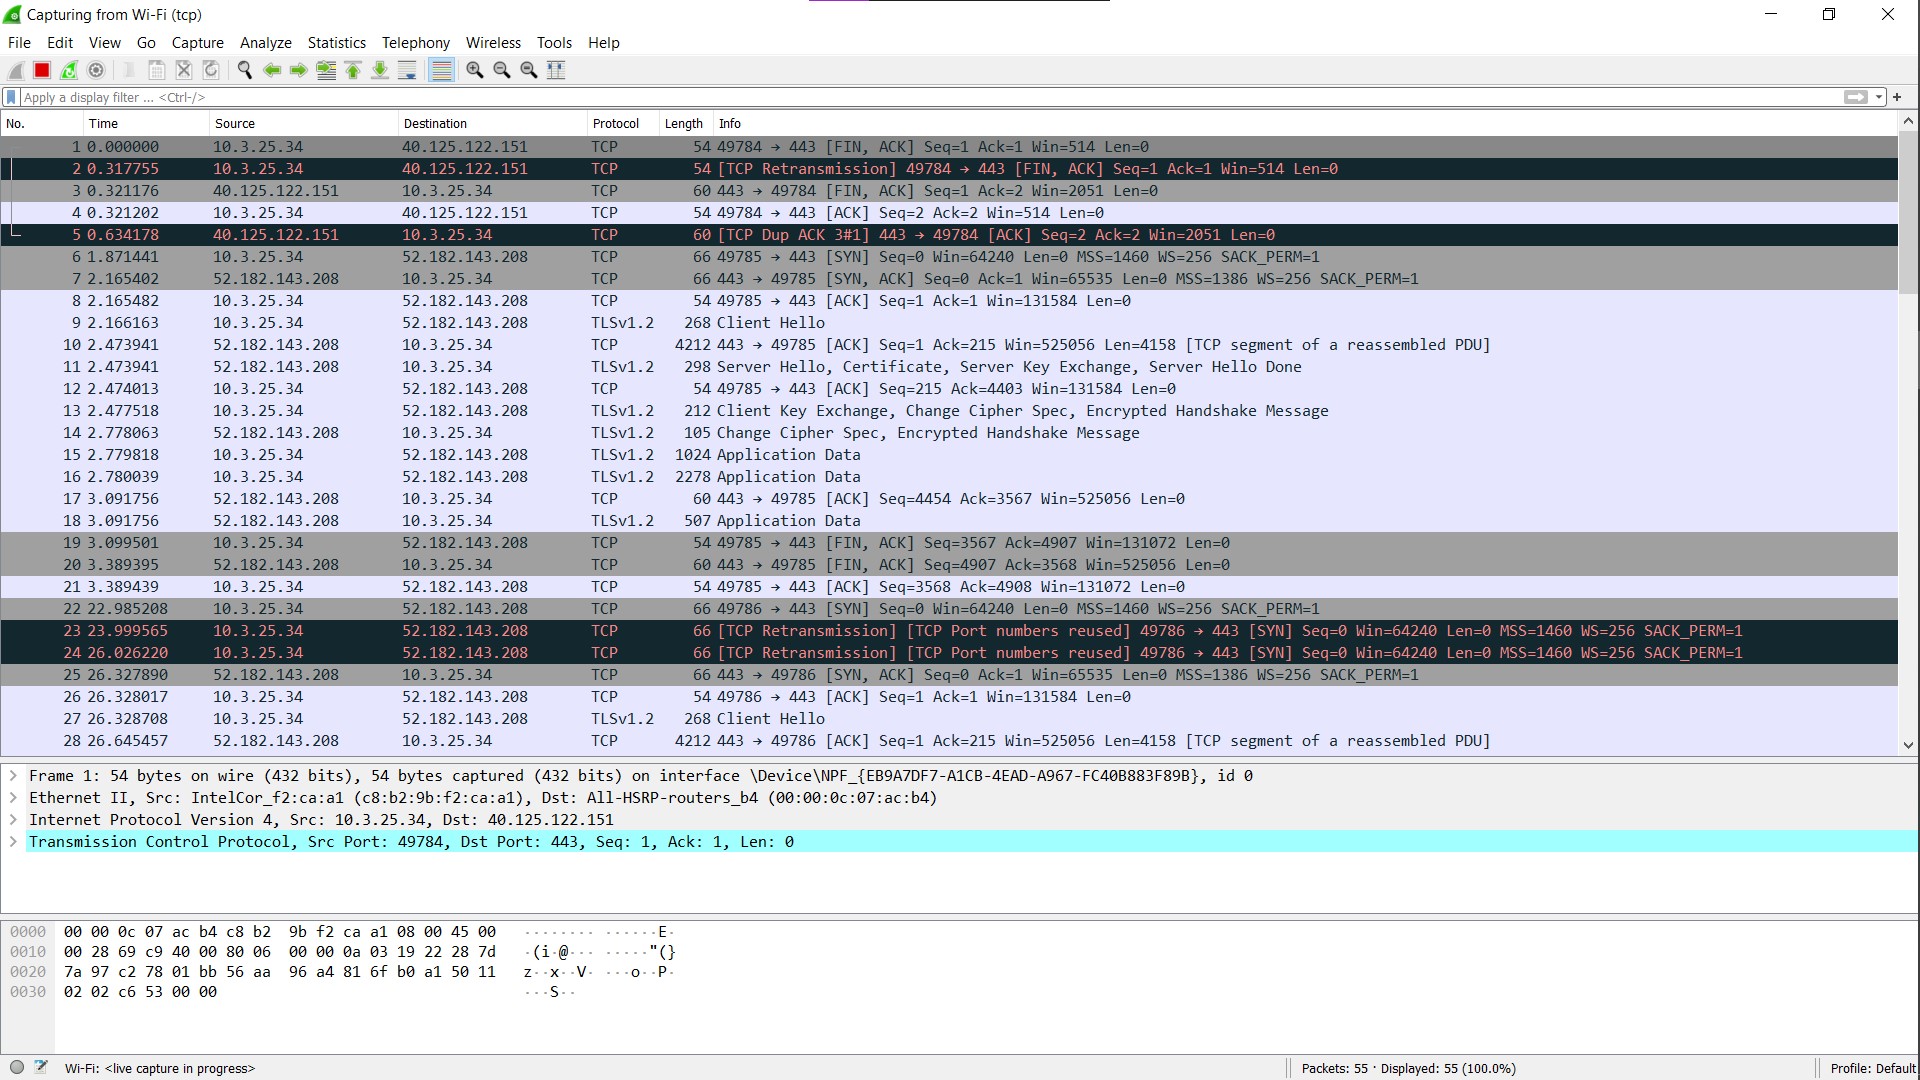 Capturing from Wi-Fi (tcp)
File Edit View Go Capture Analyze Statistics Telephony Wireless Tools Help
Apply a display filter ... <Ctrl-/>
No. Time Source Destination Protocol Length Info
1 0.000000 10.3.25.34 40.125.122.151 TCP 54 49784 → 443 [FIN, ACK] Seq=1 Ack=1 Win=514 Len=0
2 0.317755 10.3.25.34 40.125.122.151 TCP 54 [TCP Retransmission] 49784 → 443 [FIN, ACK] Seq=1 Ack=1 Win=514 Len=0
3 0.321176 40.125.122.151 10.3.25.34 TCP 60 443 → 49784 [FIN, ACK] Seq=1 Ack=2 Win=2051 Len=0
4 0.321202 10.3.25.34 40.125.122.151 TCP 54 49784 → 443 [ACK] Seq=2 Ack=2 Win=514 Len=0
5 0.634178 40.125.122.151 10.3.25.34 TCP 60 [TCP Dup ACK 3#1] 443 → 49784 [ACK] Seq=2 Ack=2 Win=2051 Len=0
6 1.871441 10.3.25.34 52.182.143.208 TCP 66 49785 → 443 [SYN] Seq=0 Win=64240 Len=0 MSS=1460 WS=256 SACK_PERM=1
7 2.165402 52.182.143.208 10.3.25.34 TCP 66 443 → 49785 [SYN, ACK] Seq=0 Ack=1 Win=65535 Len=0 MSS=1386 WS=256 SACK_PERM=1
8 2.165482 10.3.25.34 52.182.143.208 TCP 54 49785 → 443 [ACK] Seq=1 Ack=1 Win=131584 Len=0
9 2.166163 10.3.25.34 52.182.143.208 TLSv1.2 268 Client Hello
10 2.473941 52.182.143.208 10.3.25.34 TCP 4212 443 → 49785 [ACK] Seq=1 Ack=215 Win=525056 Len=4158 [TCP segment of a reassembled PDU]
11 2.473941 52.182.143.208 10.3.25.34 TLSv1.2 298 Server Hello, Certificate, Server Key Exchange, Server Hello Done
12 2.474013 10.3.25.34 52.182.143.208 TCP 54 49785 → 443 [ACK] Seq=215 Ack=4403 Win=131584 Len=0
13 2.477518 10.3.25.34 52.182.143.208 TLSv1.2 212 Client Key Exchange, Change Cipher Spec, Encrypted Handshake Message
14 2.778063 52.182.143.208 10.3.25.34 TLSv1.2 105 Change Cipher Spec, Encrypted Handshake Message
15 2.779818 10.3.25.34 52.182.143.208 TLSv1.2 1024 Application Data
16 2.780039 10.3.25.34 52.182.143.208 TLSv1.2 2278 Application Data
17 3.091756 52.182.143.208 10.3.25.34 TCP 60 443 → 49785 [ACK] Seq=4454 Ack=3567 Win=525056 Len=0
18 3.091756 52.182.143.208 10.3.25.34 TLSv1.2 507 Application Data
19 3.099501 10.3.25.34 52.182.143.208 TCP 54 49785 → 443 [FIN, ACK] Seq=3567 Ack=4907 Win=131072 Len=0
20 3.389395 52.182.143.208 10.3.25.34 TCP 60 443 → 49785 [FIN, ACK] Seq=4907 Ack=3568 Win=525056 Len=0
21 3.389439 10.3.25.34 52.182.143.208 TCP 54 49785 → 443 [ACK] Seq=3568 Ack=4908 Win=131072 Len=0
22 22.985208 10.3.25.34 52.182.143.208 TCP 66 49786 → 443 [SYN] Seq=0 Win=64240 Len=0 MSS=1460 WS=256 SACK_PERM=1
23 23.999565 10.3.25.34 52.182.143.208 TCP 66 [TCP Retransmission] [TCP Port numbers reused] 49786 → 443 [SYN] Seq=0 Win=64240 Len=0 MSS=1460 WS=256 SACK_PERM=1
24 26.026220 10.3.25.34 52.182.143.208 TCP 66 [TCP Retransmission] [TCP Port numbers reused] 49786 → 443 [SYN] Seq=0 Win=64240 Len=0 MSS=1460 WS=256 SACK_PERM=1
25 26.327890 52.182.143.208 10.3.25.34 TCP 66 443 → 49786 [SYN, ACK] Seq=0 Ack=1 Win=65535 Len=0 MSS=1386 WS=256 SACK_PERM=1
26 26.328017 10.3.25.34 52.182.143.208 TCP 54 49786 → 443 [ACK] Seq=1 Ack=1 Win=131584 Len=0
27 26.328708 10.3.25.34 52.182.143.208 TLSv1.2 268 Client Hello
28 26.645457 52.182.143.208 10.3.25.34 TCP 4212 443 → 49786 [ACK] Seq=1 Ack=215 Win=525056 Len=4158 [TCP segment of a reassembled PDU]
Frame 1: 54 bytes on wire (432 bits), 54 bytes captured (432 bits) on interface \Device\NPF_{EB9A7DF7-A1CB-4EAD-A967-FC40B883F89B}, id 0
Ethernet II, Src: IntelCor_f2:ca:a1 (c8:b2:9b:f2:ca:a1), Dst: All-HSRP-routers_b4 (00:00:0c:07:ac:b4)
Internet Protocol Version 4, Src: 10.3.25.34, Dst: 40.125.122.151
Transmission Control Protocol, Src Port: 49784, Dst Port: 443, Seq: 1, Ack: 1, Len: 0
0000 00 00 0c 07 ac b4 c8 b2 9b f2 ca a1 08 00 45 00 ········ ······E·
0010 00 28 69 c9 40 00 80 06 00 00 0a 03 19 22 28 7d ·(i·@··· ·····"(}
0020 7a 97 c2 78 01 bb 56 aa 96 a4 81 6f b0 a1 50 11 z··x··V· ···o··P·
0030 02 02 c6 53 00 00 ···S··
Wi-Fi: <live capture in progress>
Packets: 55 · Displayed: 55 (100.0%)
Profile: Default